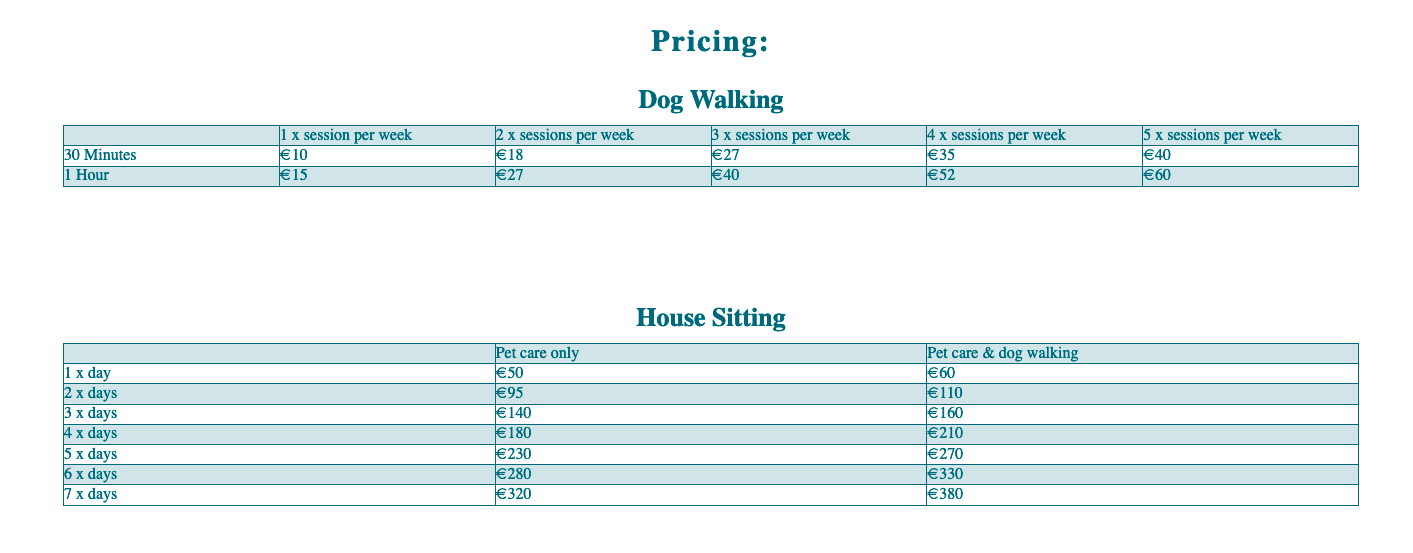 Pricing:
Dog Walking
1 x session per week 2 x sessions per week 3 x sessions per week 4 x sessions per week 5 x sessions per week
30 Minutes €10 €18 €27 €35 €40
1 Hour €15 €27 €40 €52 €60
House Sitting
Pet care only Pet care & dog walking
1 x day €50 €60
2 x days €95 €110
3 x days €140 €160
4 x days €180 €210
5 x days €230 €270
6 x days €280 €330
7 x days €320 €380